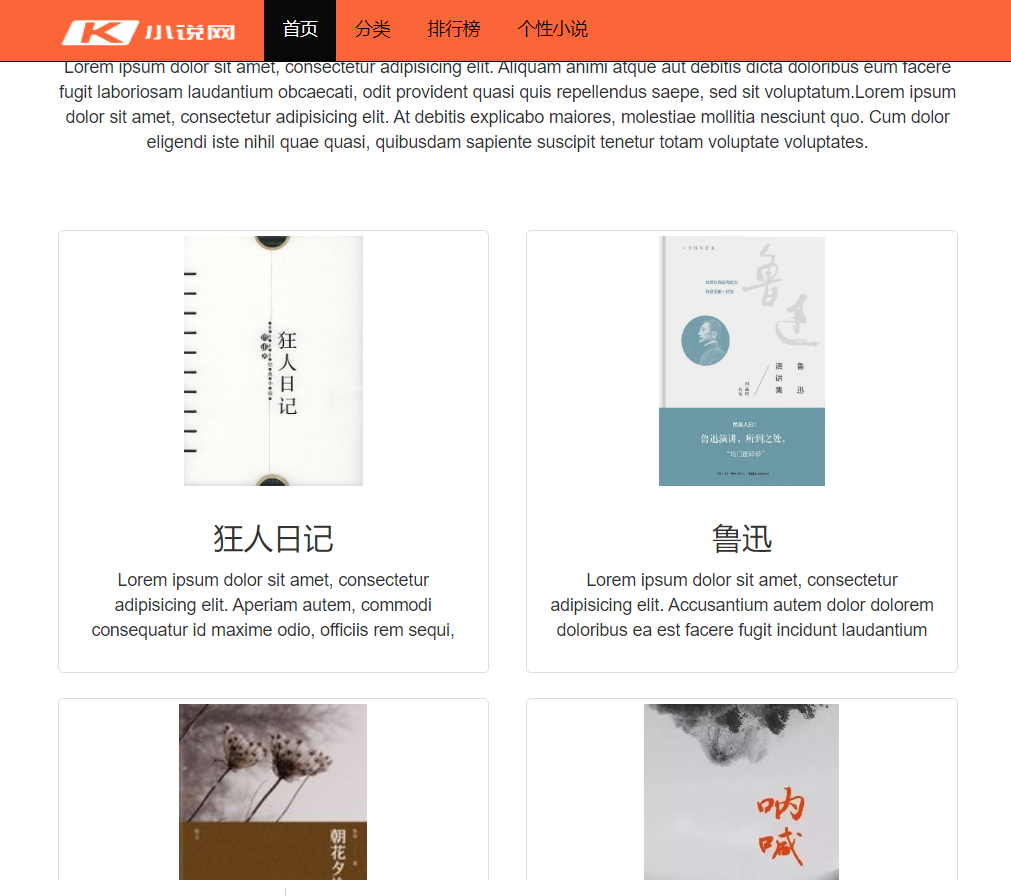 K 小说网
首页 分类 排行榜 个性小说
Lorem ipsum dolor sit amet, consectetur adipisicing elit. Aliquam animi atque aut debitis dicta doloribus eum facere
fugit laboriosam laudantium obcaecati, odit provident quasi quis repellendus saepe, sed sit voluptatum.Lorem ipsum
dolor sit amet, consectetur adipisicing elit. At debitis explicabo maiores, molestiae mollitia nesciunt quo. Cum dolor
eligendi iste nihil quae quasi, quibusdam sapiente suscipit tenetur totam voluptate voluptates.
狂人日记
鲁迅
鲁迅
演讲集
鲁迅演讲，所到之处，
狂人日记
Lorem ipsum dolor sit amet, consectetur
adipisicing elit. Aperiam autem, commodi
consequatur id maxime odio, officiis rem sequi,
鲁迅
Lorem ipsum dolor sit amet, consectetur
adipisicing elit. Accusantium autem dolor dolorem
doloribus ea est facere fugit incidunt laudantium
朝花夕
呐喊